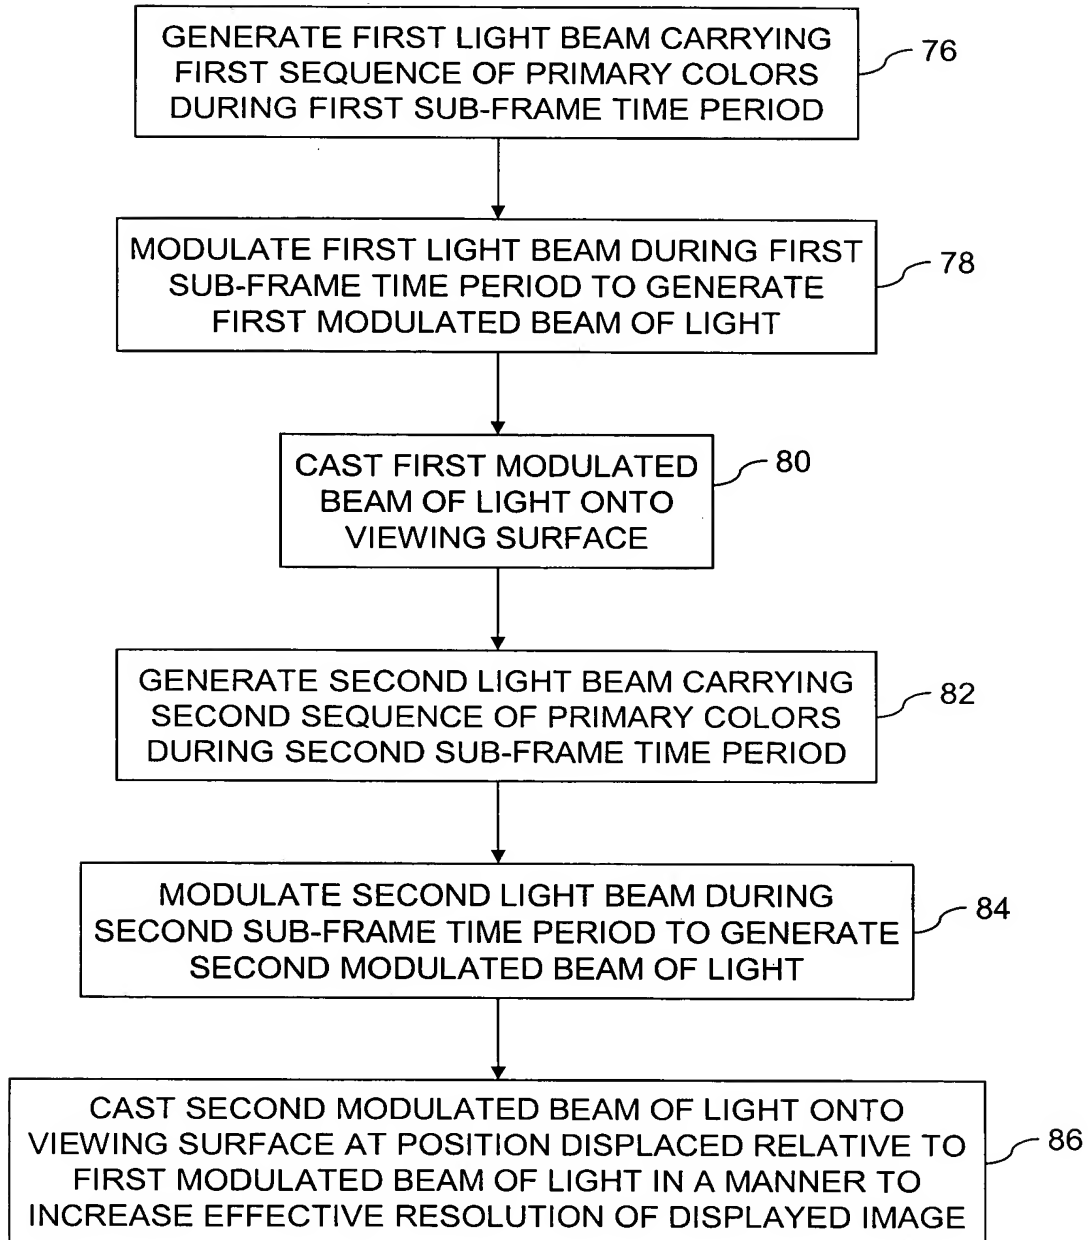 GENERATE FIRST LIGHT BEAM CARRYING
FIRST SEQUENCE OF PRIMARY COLORS
DURING FIRST SUB-FRAME TIME PERIOD
76
MODULATE FIRST LIGHT BEAM DURING FIRST
SUB-FRAME TIME PERIOD TO GENERATE
FIRST MODULATED BEAM OF LIGHT
78
CAST FIRST MODULATED
BEAM OF LIGHT ONTO
VIEWING SURFACE
80
GENERATE SECOND LIGHT BEAM CARRYING
SECOND SEQUENCE OF PRIMARY COLORS
DURING SECOND SUB-FRAME TIME PERIOD
82
MODULATE SECOND LIGHT BEAM DURING
SECOND SUB-FRAME TIME PERIOD TO GENERATE
SECOND MODULATED BEAM OF LIGHT
84
CAST SECOND MODULATED BEAM OF LIGHT ONTO
VIEWING SURFACE AT POSITION DISPLACED RELATIVE TO
FIRST MODULATED BEAM OF LIGHT IN A MANNER TO
INCREASE EFFECTIVE RESOLUTION OF DISPLAYED IMAGE
86